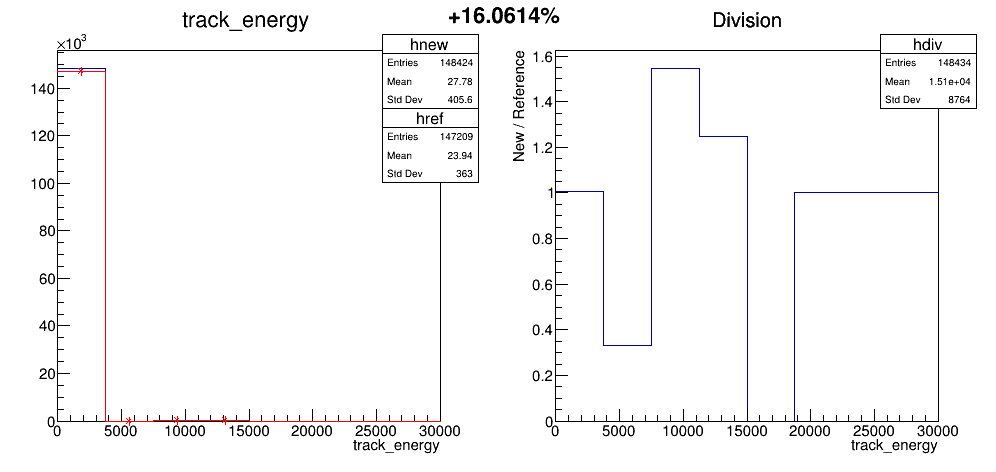 track_energy
+16.0614%
Division
×10³
hnew
Entries 148424
Mean 27.78
Std Dev 405.6
href
Entries 147209
Mean 23.94
Std Dev 363
140
120
100
80
60
40
20
0
0 5000 10000 15000 20000 25000 30000
track_energy
hdiv
Entries 148434
Mean 1.51e+04
Std Dev 8764
New / Reference
1.6
1.4
1.2
1
0.8
0.6
0.4
0.2
0
0 5000 10000 15000 20000 25000 30000
track_energy